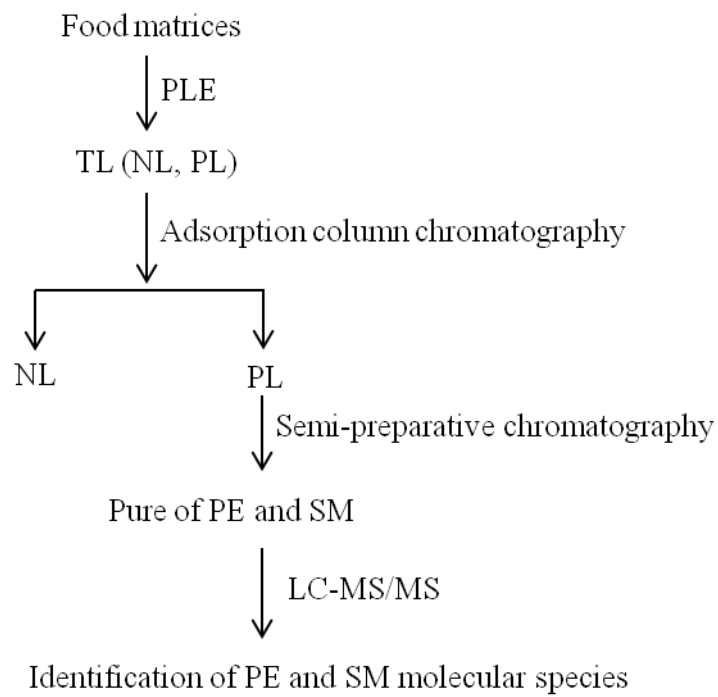 Food matrices
PLE
TL (NL, PL)
Adsorption column chromatography
NL
PL
Semi-preparative chromatography
Pure of PE and SM
LC-MS/MS
Identification of PE and SM molecular species